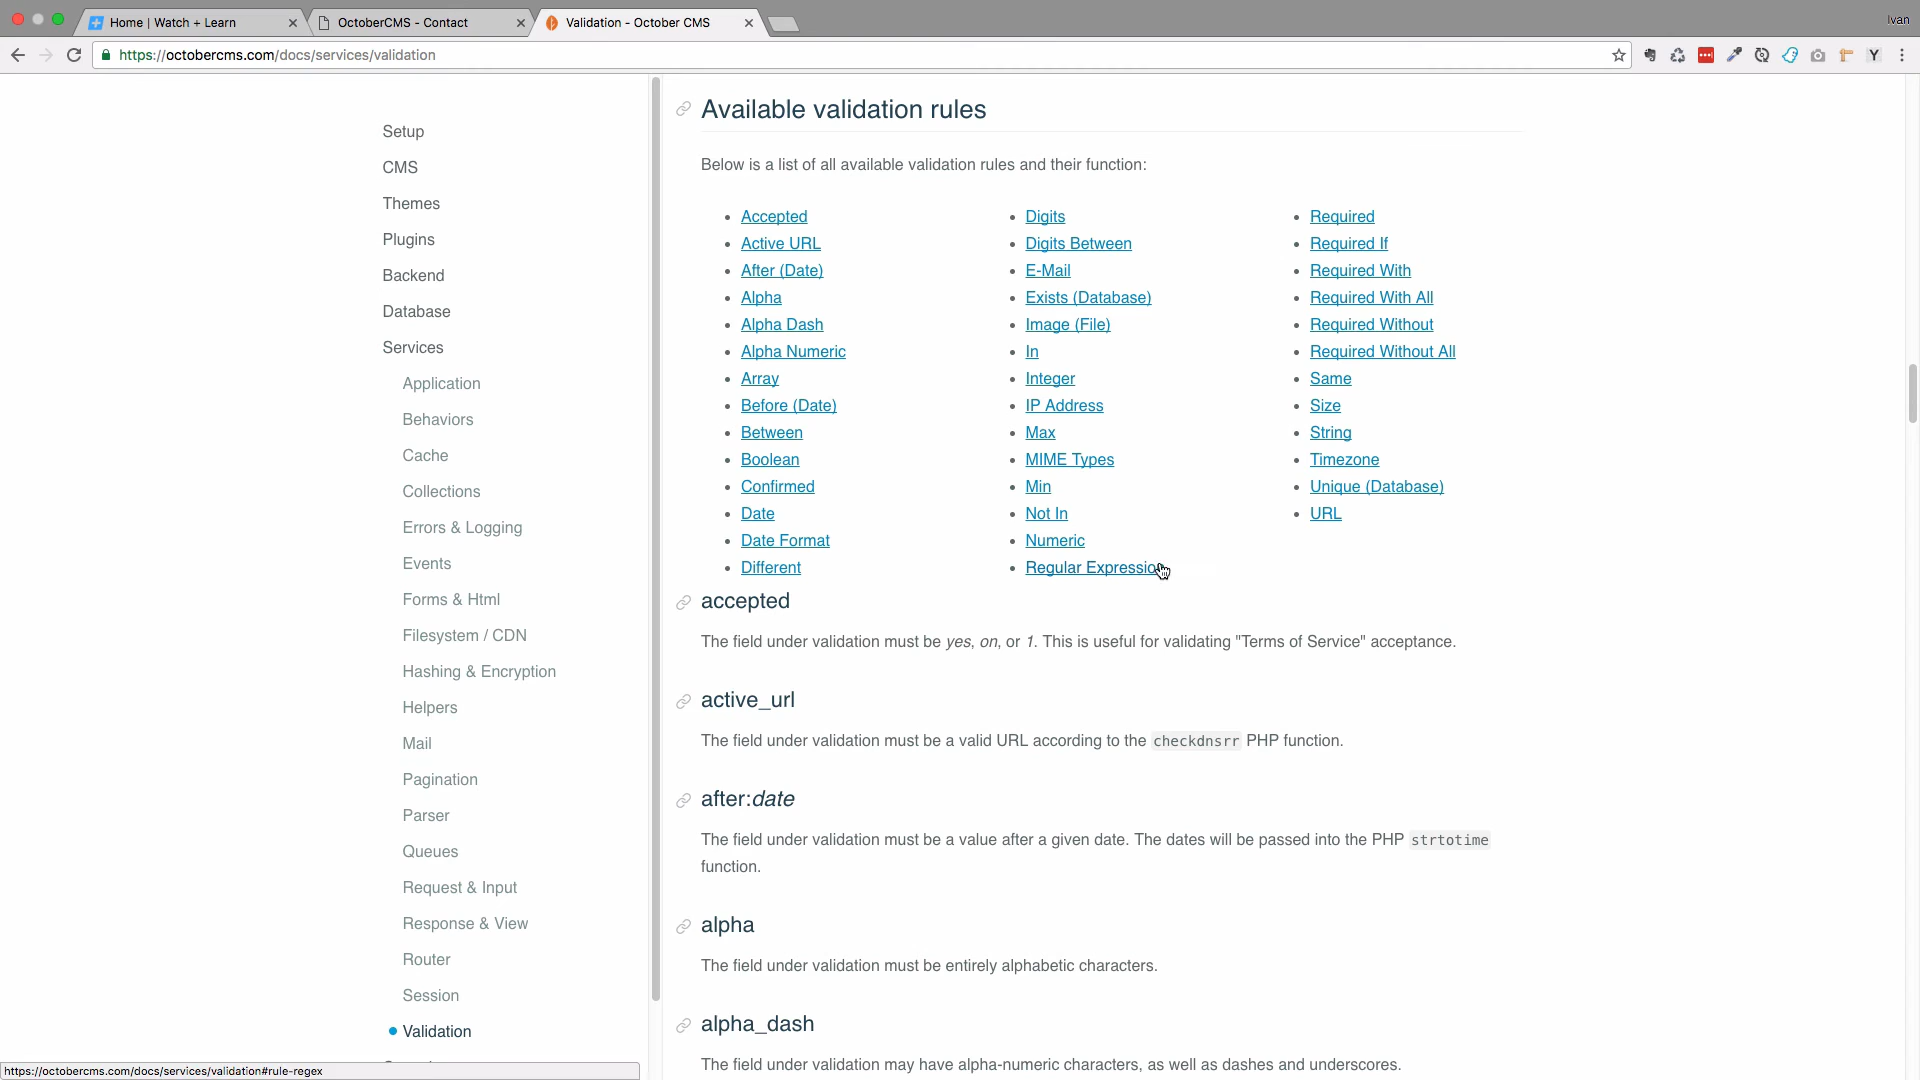 Home | Watch + Learn
OctoberCMS - Contact
Validation - October CMS
Ivan
https://octobercms.com/docs/services/validation
Setup
CMS
Themes
Plugins
Backend
Database
Services
Application
Behaviors
Cache
Collections
Errors & Logging
Events
Forms & Html
Filesystem / CDN
Hashing & Encryption
Helpers
Mail
Pagination
Parser
Queues
Request & Input
Response & View
Router
Session
Validation
Available validation rules
Below is a list of all available validation rules and their function:
Accepted
Active URL
After (Date)
Alpha
Alpha Dash
Alpha Numeric
Array
Before (Date)
Between
Boolean
Confirmed
Date
Date Format
Different
Digits
Digits Between
E-Mail
Exists (Database)
Image (File)
In
Integer
IP Address
Max
MIME Types
Min
Not In
Numeric
Regular Expression
Required
Required If
Required With
Required With All
Required Without
Required Without All
Same
Size
String
Timezone
Unique (Database)
URL
accepted
The field under validation must be yes, on, or 1. This is useful for validating "Terms of Service" acceptance.
active_url
The field under validation must be a valid URL according to the checkdnsrr PHP function.
after:date
The field under validation must be a value after a given date. The dates will be passed into the PHP strtotime
function.
alpha
The field under validation must be entirely alphabetic characters.
alpha_dash
The field under validation may have alpha-numeric characters, as well as dashes and underscores.
https://octobercms.com/docs/services/validation#rule-regex